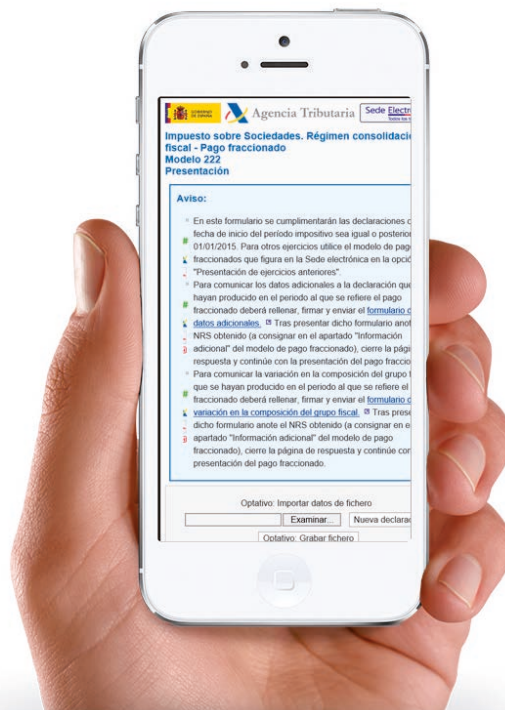 GOBIERNO
DE ESPAÑA
Agencia Tributaria
Sede Electr
Impuesto sobre Sociedades. Régimen consolidació
fiscal - Pago fraccionado
Modelo 222
Presentación
Aviso:
En este formulario se cumplimentarán las declaraciones c
fecha de inicio del período impositivo sea igual o posterior
01/01/2015. Para otros ejercicios utilice el modelo de pago
fraccionados que figura en la Sede electrónica en la opció
"Presentación de ejercicios anteriores".
Para comunicar los datos adicionales a la declaración que
hayan producido en el periodo al que se refiere el pago
fraccionado deberá rellenar, firmar y enviar el formulario d
datos adicionales. Tras presentar dicho formulario anot
NRS obtenido (a consignar en el apartado "Información
adicional" del modelo de pago fraccionado), cierre la pági
respuesta y continúe con la presentación del pago fraccio
Para comunicar la variación en la composición del grupo f
que se hayan producido en el periodo al que se refiere el
fraccionado deberá rellenar, firmar y enviar el formulario d
variación en la composición del grupo fiscal. Tras prese
dicho formulario anote el NRS obtenido (a consignar en e
apartado "Información adicional" del modelo de pago
fraccionado), cierre la página de respuesta y continúe con
presentación del pago fraccionado.
Optativo: Importar datos de fichero
Examinar... Nueva declarac
Optativo: Grabar fichero